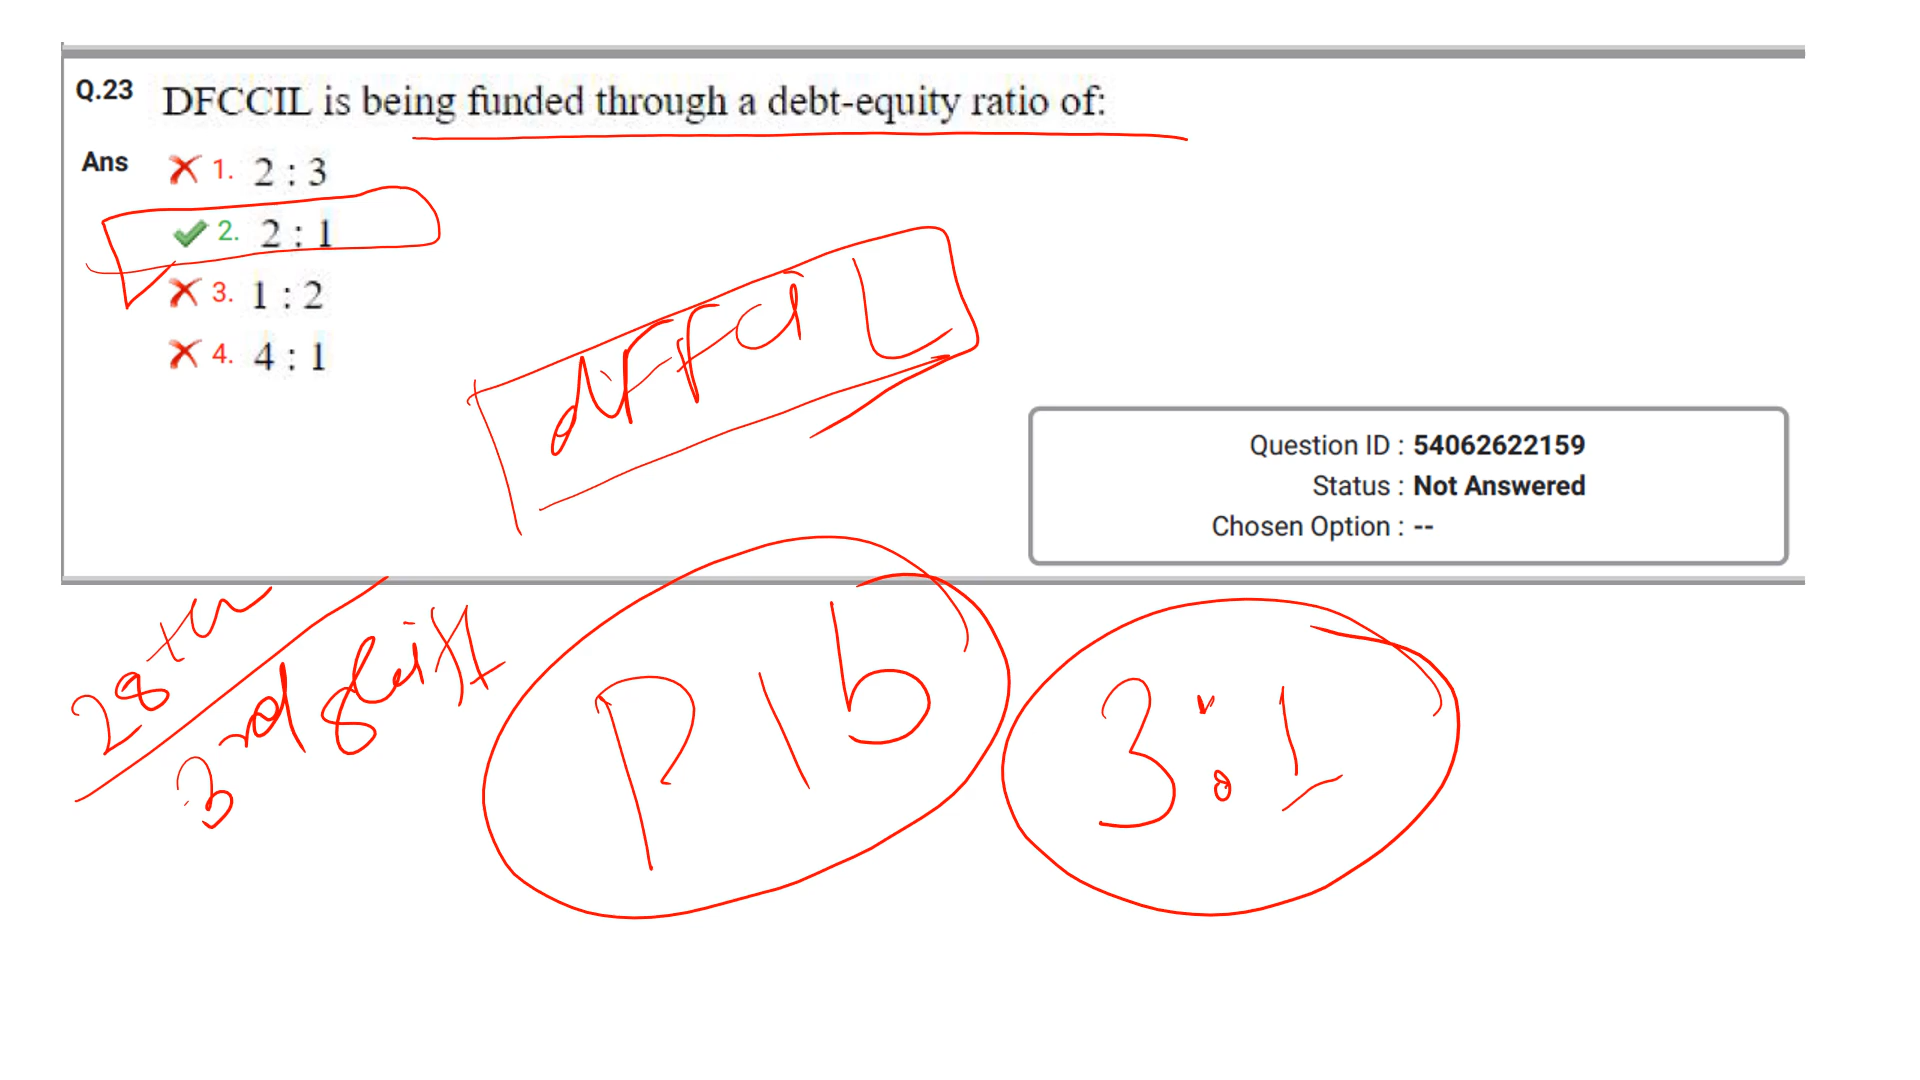 Q.23 DFCCIL is being funded through a debt-equity ratio of:
Ans 1. 2 : 3
2. 2 : 1
3. 1 : 2
4. 4 : 1
Question ID : 54062622159
Status : Not Answered
Chosen Option : --
28th
3rd
PIb
3:1